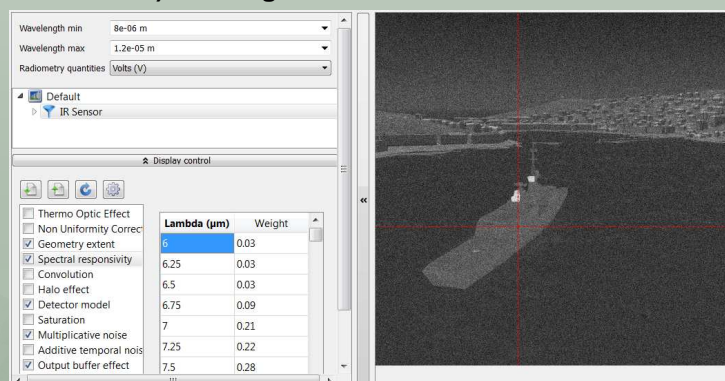 Wavelength min 8e-06 m
Wavelength max 1.2e-05 m
Radiometry quantities Volts (V)
Default
IR Sensor
Display control
Thermo Optic Effect
Non Uniformity Correc
Geometry extent
Spectral responsivity
Convolution
Halo effect
Detector model
Saturation
Multiplicative noise
Additive temporal nois
Output buffer effect
Lambda (µm) Weight
6 0.03
6.25 0.03
6.5 0.03
6.75 0.09
7 0.21
7.25 0.22
7.5 0.28